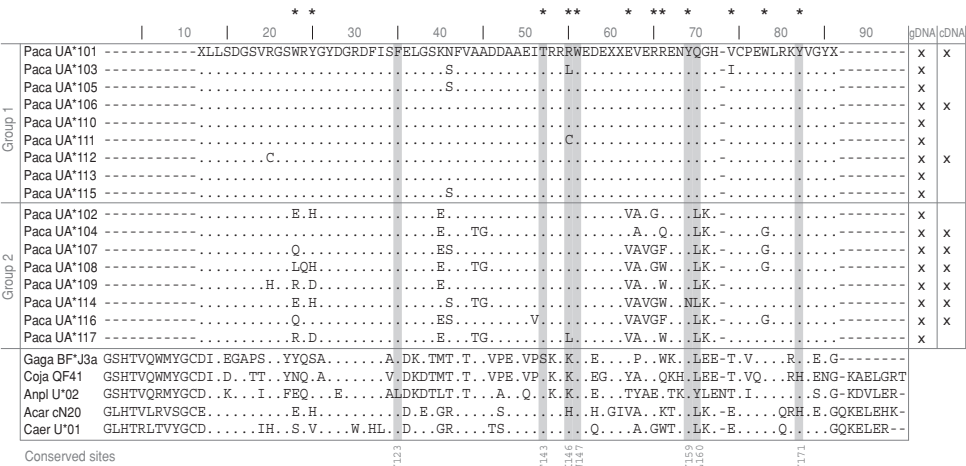 * * * ** * ** * * * *
10 20 30 40 50 60 70 80 90 gDNA cDNA
Group 1
Paca UA*101 -----------XLLSDGSVRGSWRYGYDGRDFISFELGSKNFVAADDAAEITRRRWEDEXXEVERRENYQGH-VCPEWLRKYVGYX-------- x x
Paca UA*103 -----------..............................S.............L..................-I............-------- x
Paca UA*105 -----------..............................S................................-.............-------- x
Paca UA*106 -----------...............................................................-.............-------- x x
Paca UA*110 -----------...............................................................-.............-------- x
Paca UA*111 -----------............................................C..................-.............-------- x
Paca UA*112 -----------.........C.....................................................-.............-------- x x
Paca UA*113 -----------...............................................................-.............-------- x
Paca UA*115 -----------..............................S................................-.............-------- x
Group 2
Paca UA*102 -----------............E.H...............E.....................VA.G....LK.-.............-------- x
Paca UA*104 -----------..............................E...TG.................A..Q...LK.-....G........-------- x x
Paca UA*107 -----------............Q.................ES....................VAVGF..LK.-....G........-------- x x
Paca UA*108 -----------............LQH...............E...TG................VA.GW...LK.-....G........-------- x x
Paca UA*109 -----------.........H..R.D...............E.....................VA..W...LK.-.............-------- x x
Paca UA*114 -----------............E.H................S..TG................VAVGW..NLK.-.............-------- x x
Paca UA*116 -----------............Q.................ES.........V..........VAVGF...LK.-....G........-------- x x
Paca UA*117 -----------............R.D...............E...TG.........L......VA.GW...LK.-.............-------- x
Gaga BF*J3a GSHTVQWMYGCDI.EGAPS..YYQSA.......A.DK.TMT.T..VPE.VPSK.K..E....P..WK..LEE-T.V...R..E.G--------
Coja QF41 GSHTVQWMYGCDI.D..TT..YNQ.A.......V.DKDTMT.T..VPE.VP.K.K..EG..YA..QKH.LEE-T.VQ...RH.ENG-KAELGRT
Anpl U*02 GSHTVQRMYGCD..K...I..FEQ...E.....ALDKDTLT.T...A..Q..K.K.E....TYAE.TK.YLENT.I......S.G-KDVLER-
Acar cN20 GLHTVLRVSGCE.........E.H.........D..E.GR.....S......H..H.GIVA..KT..LK-E.....QRH.E.GQKELEHK-
Caer U*01 GLHTRLTVYGCD....IH..S.V....W.HL..D...GR...TS.........Q....A.GWT..LK-E.....Q...GQKELER--
Conserved sites